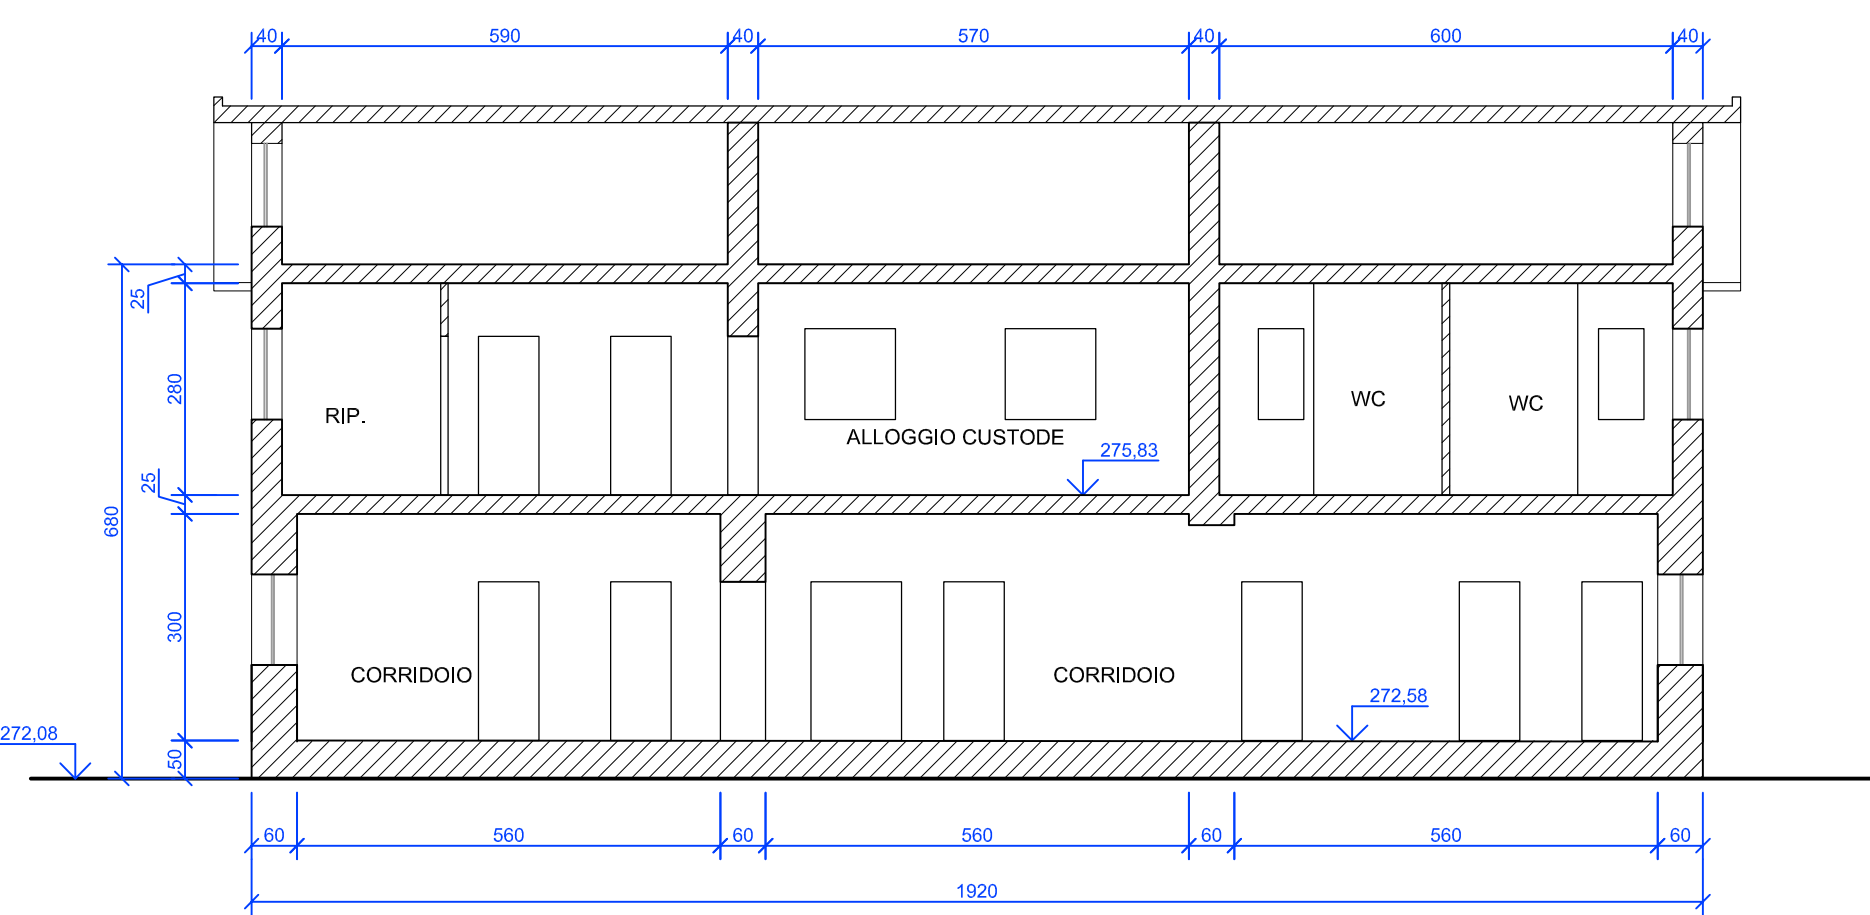 40 590 40 570 40 600 40
25
280
RIP.
WC
WC
ALLOGGIO CUSTODE
275,83
25
680
300
CORRIDOIO
CORRIDOIO
272,58
272,08
50
60 560 60 560 60 560 60
1920